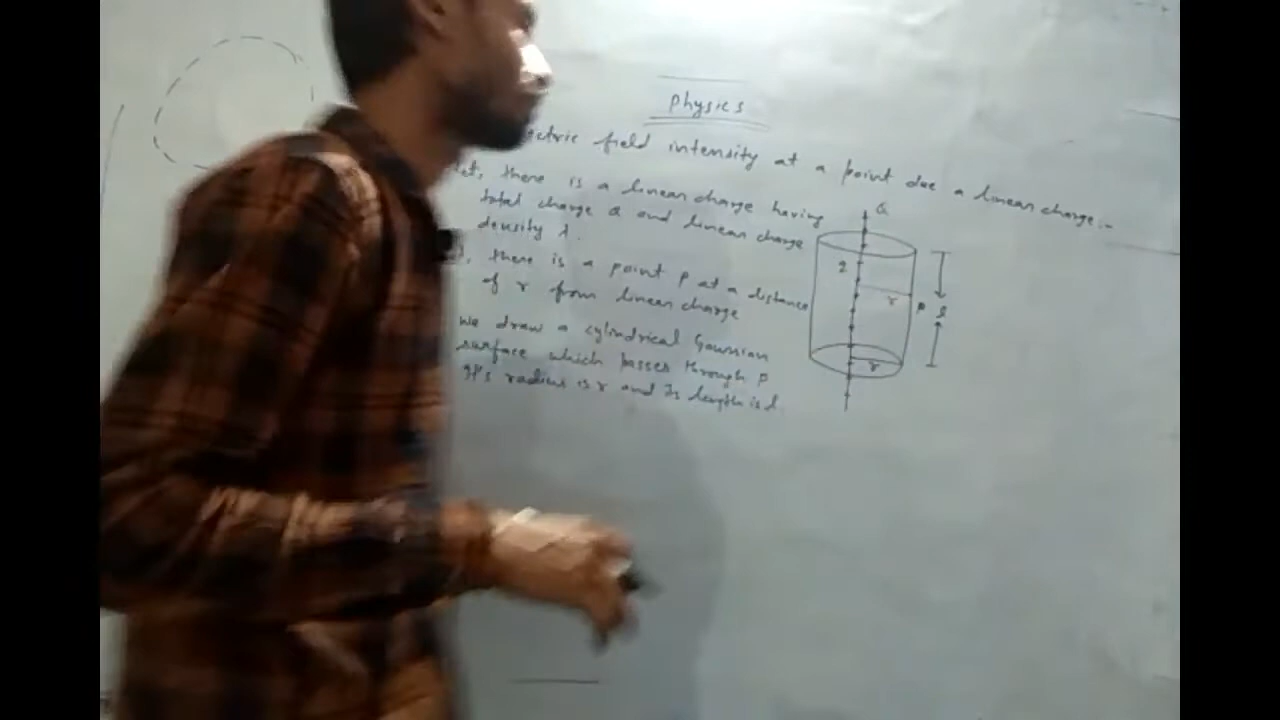 Physics
ectric field intensity at a point due a linear charge:-
let, there is a linear charge having
total charge Q and linear charge
density λ.
, there is a point P at a distance
of r from linear charge
We draw a cylindrical Gaussian
surface which passes through P
It's radius is r and Its length is l.
Q
q
r
P
l
r